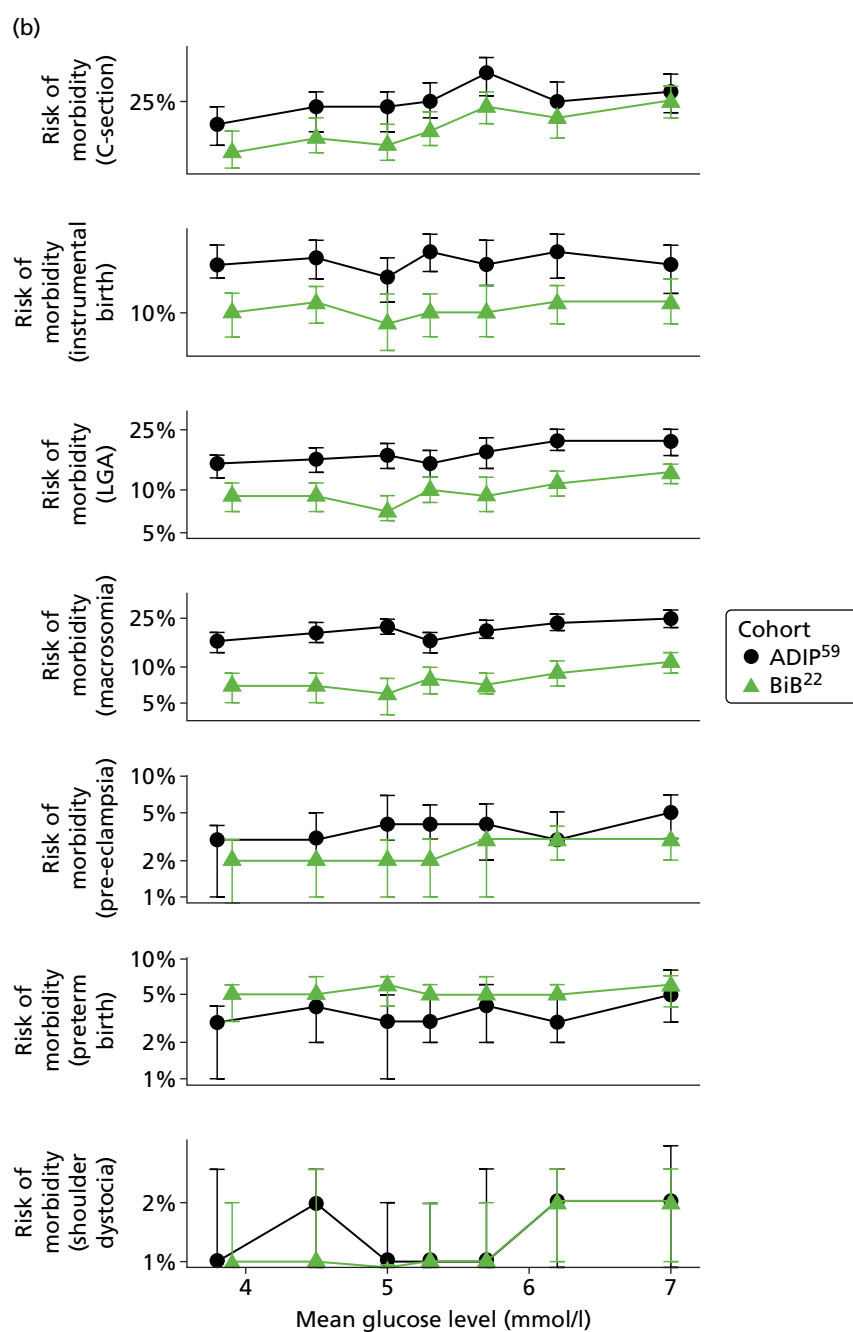 (b)
Risk of
morbidity
(C-section)
25%
Risk of
morbidity
(instrumental
birth)
10%
Risk of
morbidity
(LGA)
25%
10%
5%
Risk of
morbidity
(macrosomia)
25%
10%
5%
Cohort
ADIP⁵⁹
BiB²²
Risk of
morbidity
(pre-eclampsia)
10%
5%
2%
1%
Risk of
morbidity
(preterm
birth)
10%
5%
2%
1%
Risk of
morbidity
(shoulder
dystocia)
2%
1%
4 5 6 7
Mean glucose level (mmol/l)